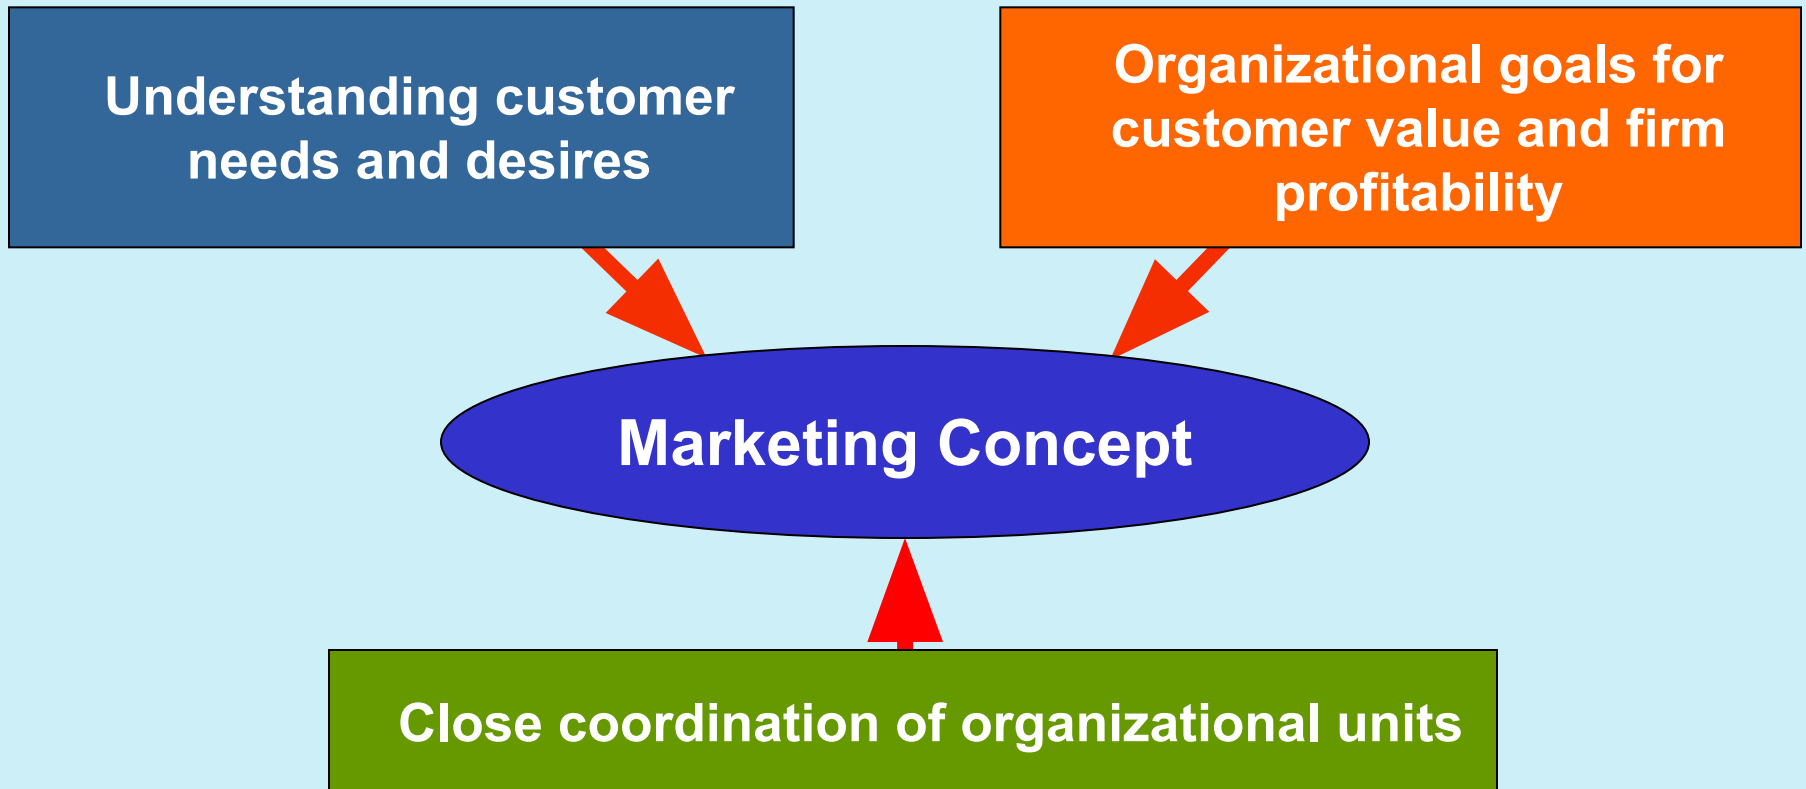 Understanding customer
needs and desires
Organizational goals for
customer value and firm
profitability
Marketing Concept
Close coordination of organizational units